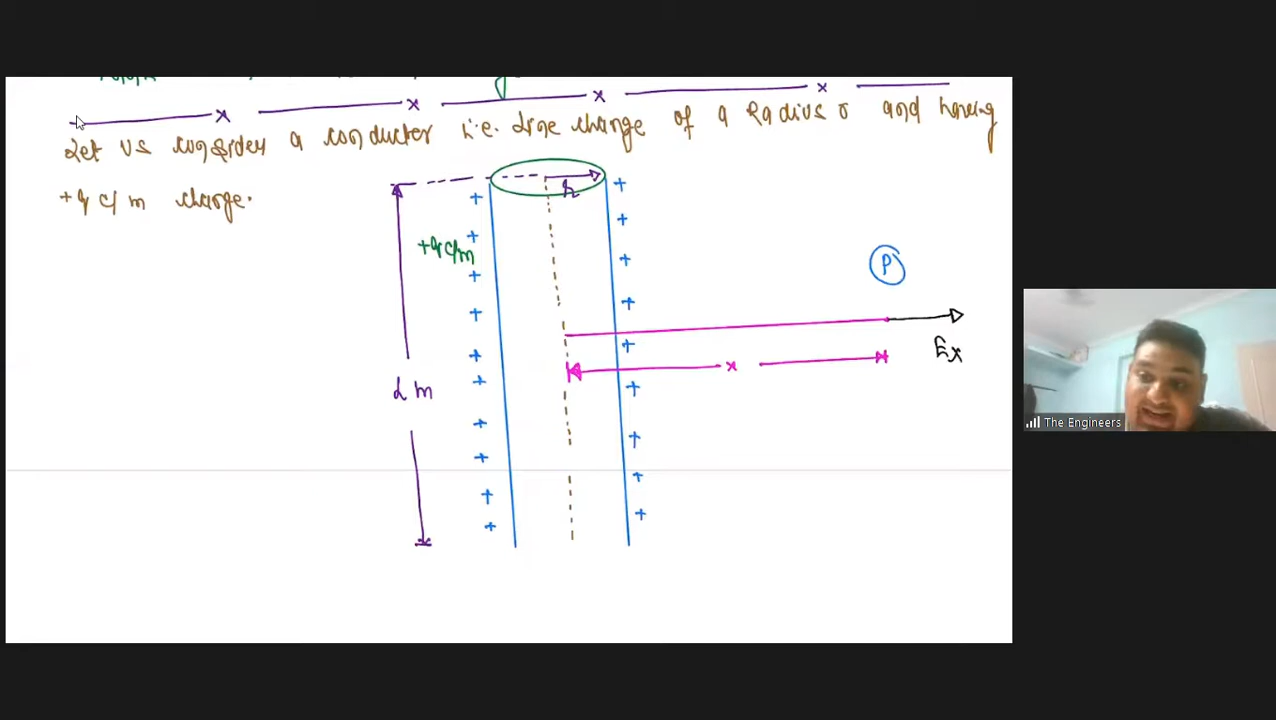 Let us consider a conductor i.e. line charge of a Radius r and having
+q c/m charge.
r
+q c/m
P
Ex
x
L m
The Engineers